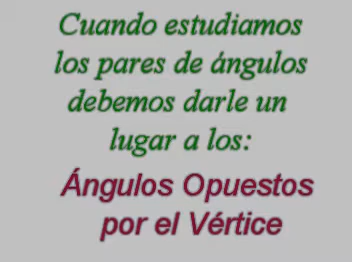 Cuando estudiamos
los pares de ángulos
debemos darle un
lugar a los:
Ángulos Opuestos
por el Vértice